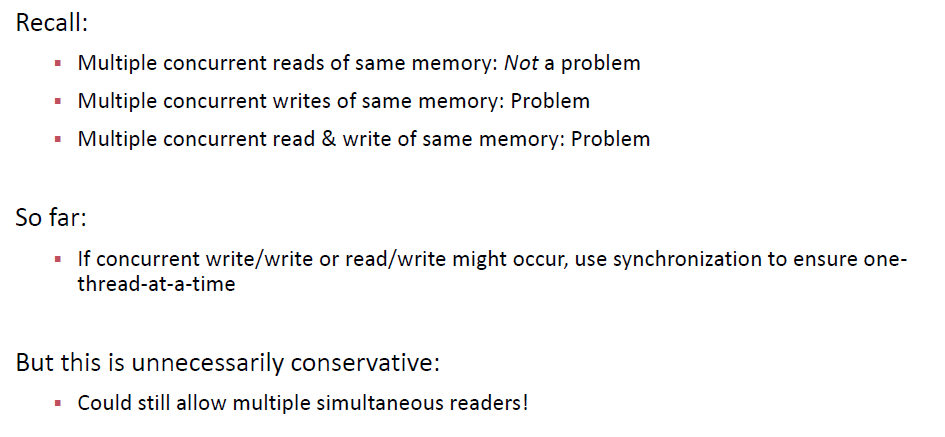 Recall:
▪ Multiple concurrent reads of same memory: Not a problem
▪ Multiple concurrent writes of same memory: Problem
▪ Multiple concurrent read & write of same memory: Problem
So far:
▪ If concurrent write/write or read/write might occur, use synchronization to ensure one-
thread-at-a-time
But this is unnecessarily conservative:
▪ Could still allow multiple simultaneous readers!